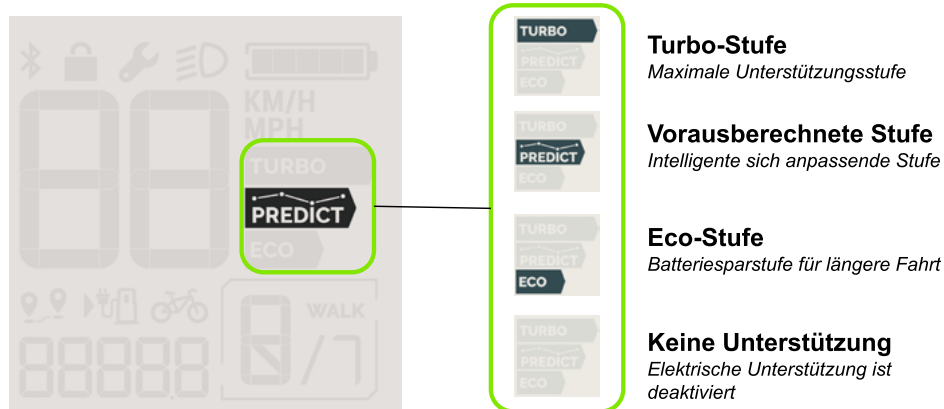 KM/H
MPH
TURBO
PREDICT
ECO
WALK
/7
TURBO
PREDICT
ECO
Turbo-Stufe
Maximale Unterstützungsstufe
TURBO
PREDICT
ECO
Vorausberechnete Stufe
Intelligente sich anpassende Stufe
TURBO
PREDICT
ECO
Eco-Stufe
Batteriesparstufe für längere Fahrt
TURBO
PREDICT
ECO
Keine Unterstützung
Elektrische Unterstützung ist
deaktiviert